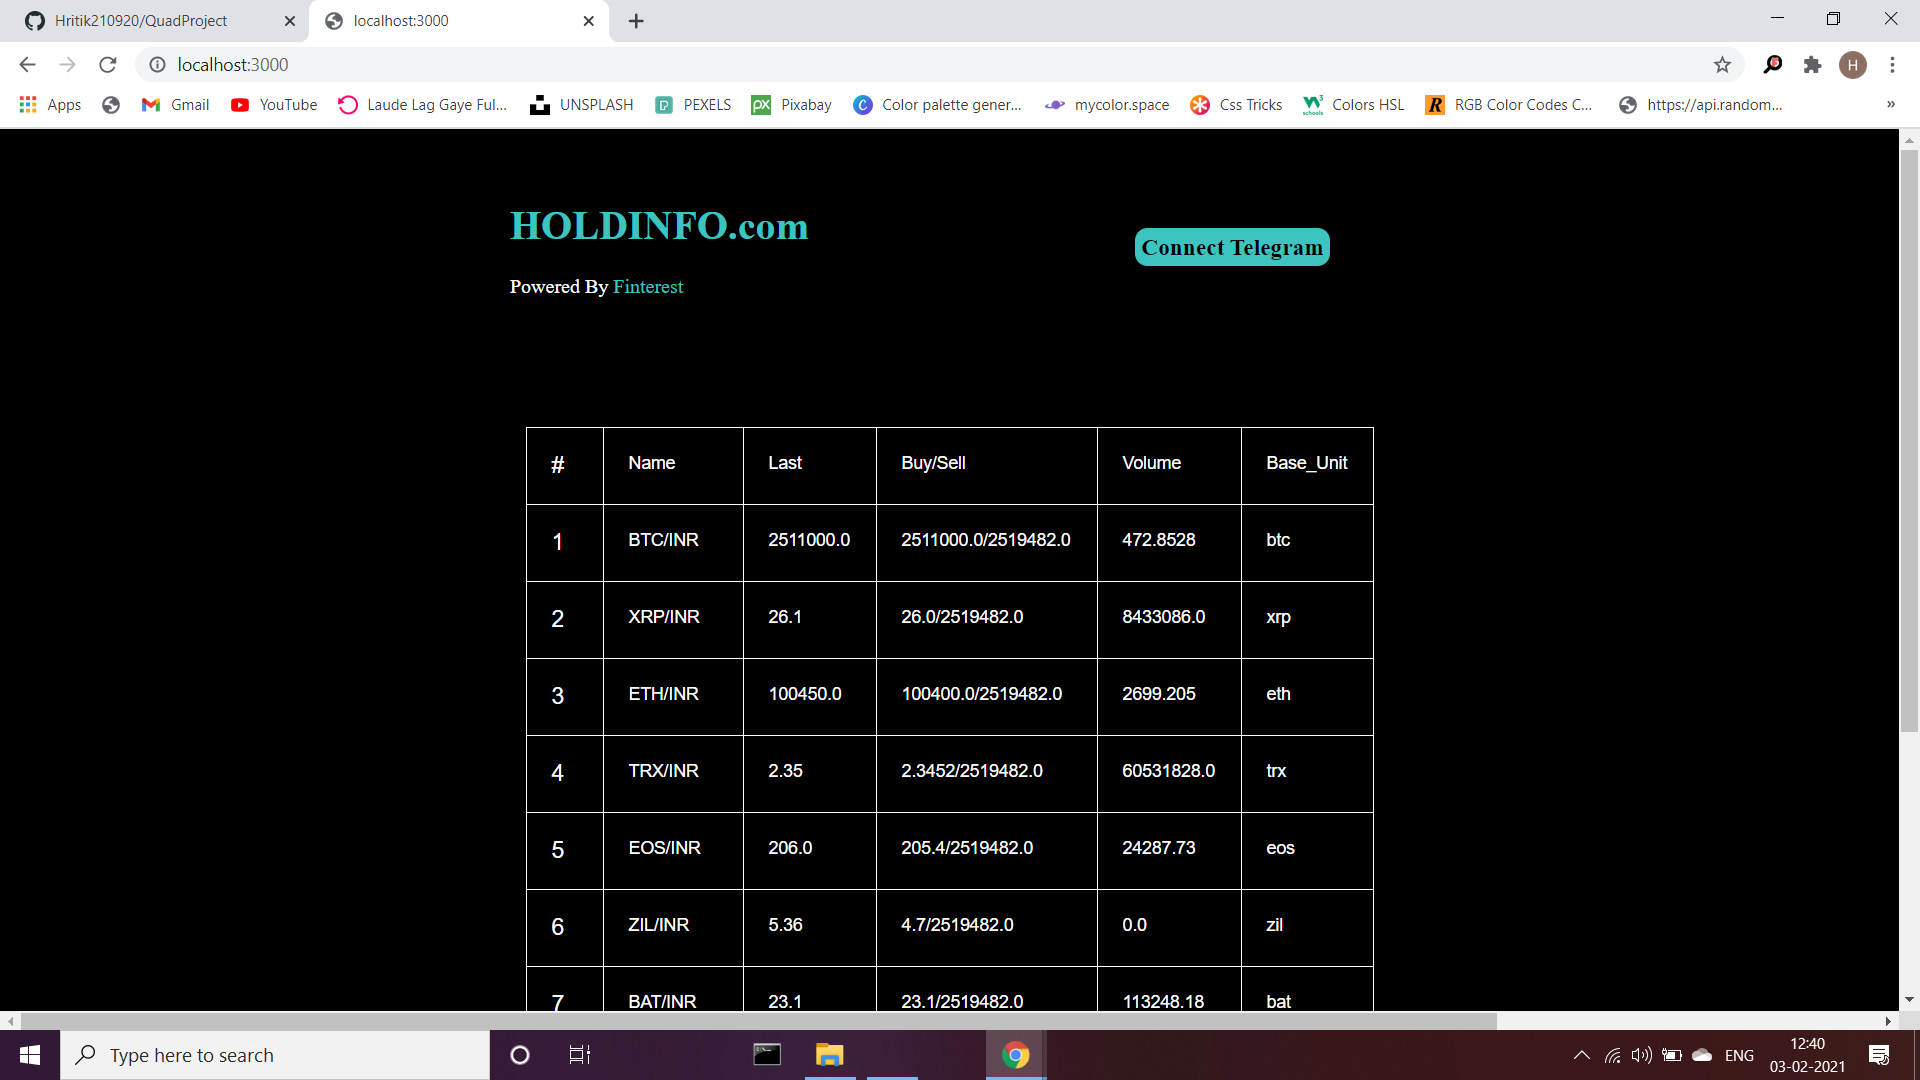 Hritik210920/QuadProject
localhost:3000
localhost:3000
H
Apps
Gmail
YouTube
Laude Lag Gaye Ful...
UNSPLASH
PEXELS
Pixabay
Color palette gener...
mycolor.space
Css Tricks
Colors HSL
RGB Color Codes C...
https://api.random...
»
HOLDINFO.com
Connect Telegram
Powered By Finterest
# Name Last Buy/Sell Volume Base_Unit
1 BTC/INR 2511000.0 2511000.0/2519482.0 472.8528 btc
2 XRP/INR 26.1 26.0/2519482.0 8433086.0 xrp
3 ETH/INR 100450.0 100400.0/2519482.0 2699.205 eth
4 TRX/INR 2.35 2.3452/2519482.0 60531828.0 trx
5 EOS/INR 206.0 205.4/2519482.0 24287.73 eos
6 ZIL/INR 5.36 4.7/2519482.0 0.0 zil
7 BAT/INR 23.1 23.1/2519482.0 113248.18 bat
Type here to search
ENG
12:40
03-02-2021